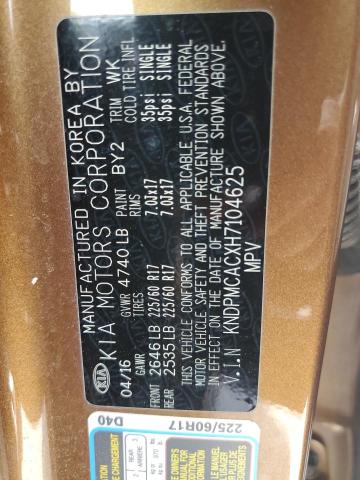 MANUFACTURED IN KOREA BY
KIA MOTORS CORPORATION
KIA
04/16 GVWR 4740LB PAINT BY2 TRIM WK
GAWR TIRES RIMS COLD TIRE INFL
FRONT 2646LB 225/60 R17 7.0JX17 35psi SINGLE
REAR 2535LB 225/60 R17 7.0JX17 35psi SINGLE
THIS VEHICLE CONFORMS TO ALL APPLICABLE U.S.A. FEDERAL
MOTOR VEHICLE SAFETY AND THEFT PREVENTION STANDARDS
IN EFFECT ON THE DATE OF MANUFACTURE SHOWN ABOVE.
V.I.N KNDPMCACXH7104625
MPV
225/60R17
D40
REAR